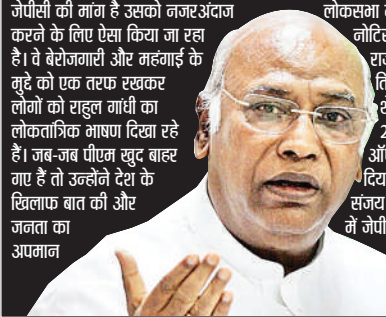 जेपीसी की मांग है उसको नजरअंदाज
करने के लिए ऐसा किया जा रहा
है। वे बेरोजगारी और महंगाई के
मुद्दे को एक तरफ रखकर
लोगों को राहुल गांधी का
लोकतांत्रिक भाषण दिखा रहे
हैं। जब-जब पीएम खुद बाहर
गए हैं तो उन्होंने देश के
खिलाफ बात की और
जनता का
अपमान
लोकसभा
नोटि
संजय
में जेपी